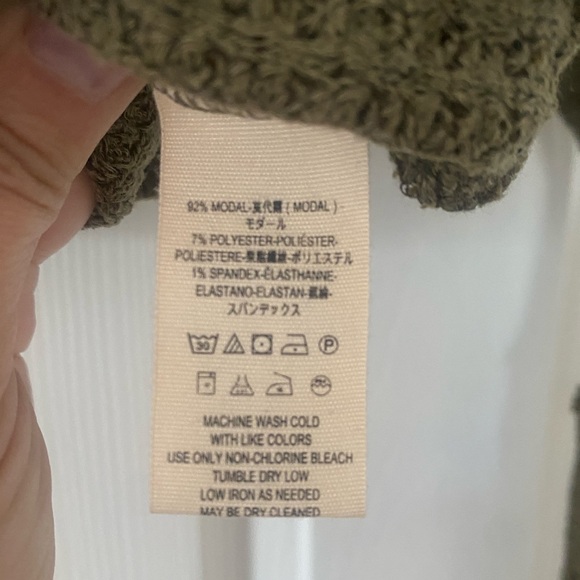 92% MODAL-莫代爾 ( MODAL ) -
モダール
7% POLYESTER-POLIÉSTER-
POLIESTERE-聚脂纖維-ポリエステル
1% SPANDEX-ÉLASTHANNE-
ELASTANO-ELASTAN-氨綸-
スパンデックス
30 P
MACHINE WASH COLD
WITH LIKE COLORS
USE ONLY NON-CHLORINE BLEACH
TUMBLE DRY LOW
LOW IRON AS NEEDED
MAY BE DRY CLEANED